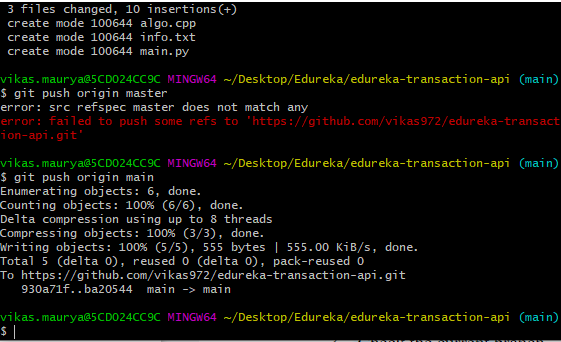 3 files changed, 10 insertions(+)
create mode 100644 algo.cpp
create mode 100644 info.txt
create mode 100644 main.py
vikas.maurya@5CD024CC9C MINGW64 ~/Desktop/Edureka/edureka-transaction-api (main)
$ git push origin master
error: src refspec master does not match any
error: failed to push some refs to 'https://github.com/vikas972/edureka-transact
ion-api.git'
vikas.maurya@5CD024CC9C MINGW64 ~/Desktop/Edureka/edureka-transaction-api (main)
$ git push origin main
Enumerating objects: 6, done.
Counting objects: 100% (6/6), done.
Delta compression using up to 8 threads
Compressing objects: 100% (3/3), done.
Writing objects: 100% (5/5), 555 bytes | 555.00 KiB/s, done.
Total 5 (delta 0), reused 0 (delta 0), pack-reused 0
To https://github.com/vikas972/edureka-transaction-api.git
930a71f..ba20544 main -> main
vikas.maurya@5CD024CC9C MINGW64 ~/Desktop/Edureka/edureka-transaction-api (main)
$